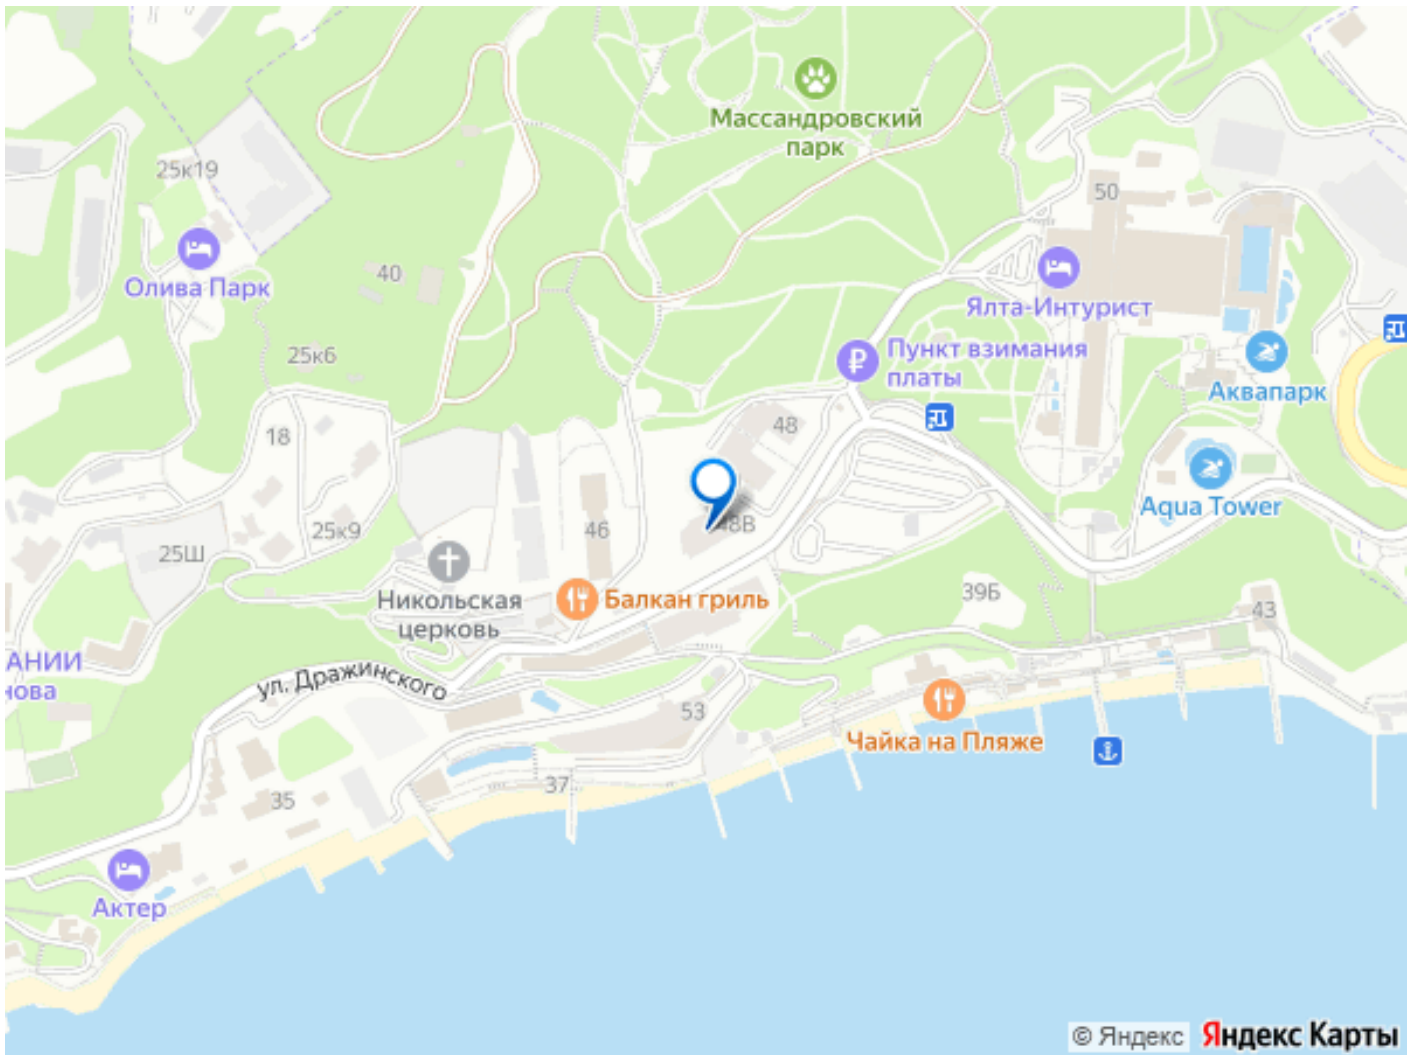 Массандровский
парк
25к19
50
Олива Парк
40
Ялта-Интурист
25к6
Пункт взимания
платы
Аквапарк
18
48
Aqua Tower
25к9
46
48В
25Ш
Никольская
церковь
Балкан гриль
39Б
43
АНИИ
нова
ул. Дражинского
53
Чайка на Пляже
37
35
Актер
© Яндекс
Яндекс Карты